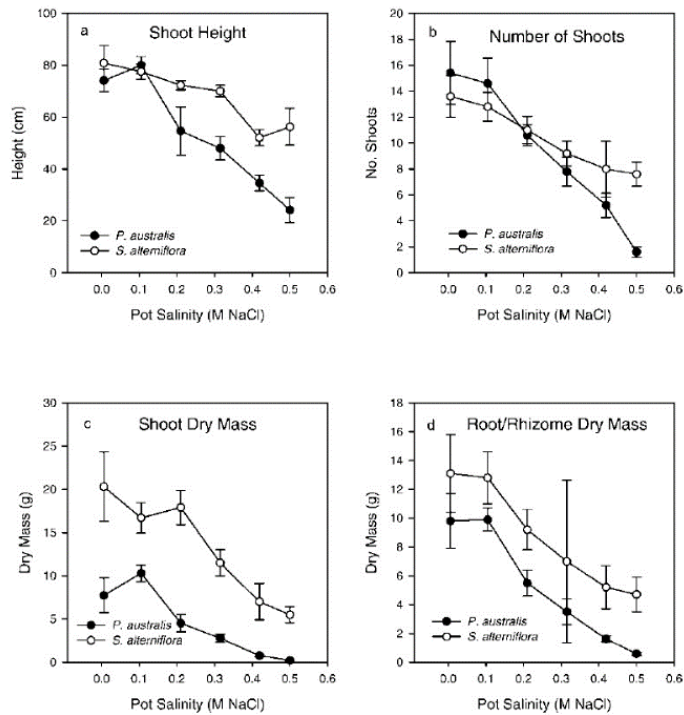 a
Shoot Height
100
80
60
40
20
0
Height (cm)
P. australis
S. alterniflora
0.0 0.1 0.2 0.3 0.4 0.5 0.6
Pot Salinity (M NaCl)
b
Number of Shoots
20
18
16
14
12
10
8
6
4
2
0
No. Shoots
P. australis
S. alterniflora
0.0 0.1 0.2 0.3 0.4 0.5 0.6
Pot Salinity (M NaCl)
c
Shoot Dry Mass
30
25
20
15
10
5
0
Dry Mass (g)
P. australis
S. alterniflora
0.0 0.1 0.2 0.3 0.4 0.5 0.6
Pot Salinity (M NaCl)
d
Root/Rhizome Dry Mass
18
16
14
12
10
8
6
4
2
0
Dry Mass (g)
P. australis
S. alterniflora
0.0 0.1 0.2 0.3 0.4 0.5 0.6
Pot Salinity (M NaCl)